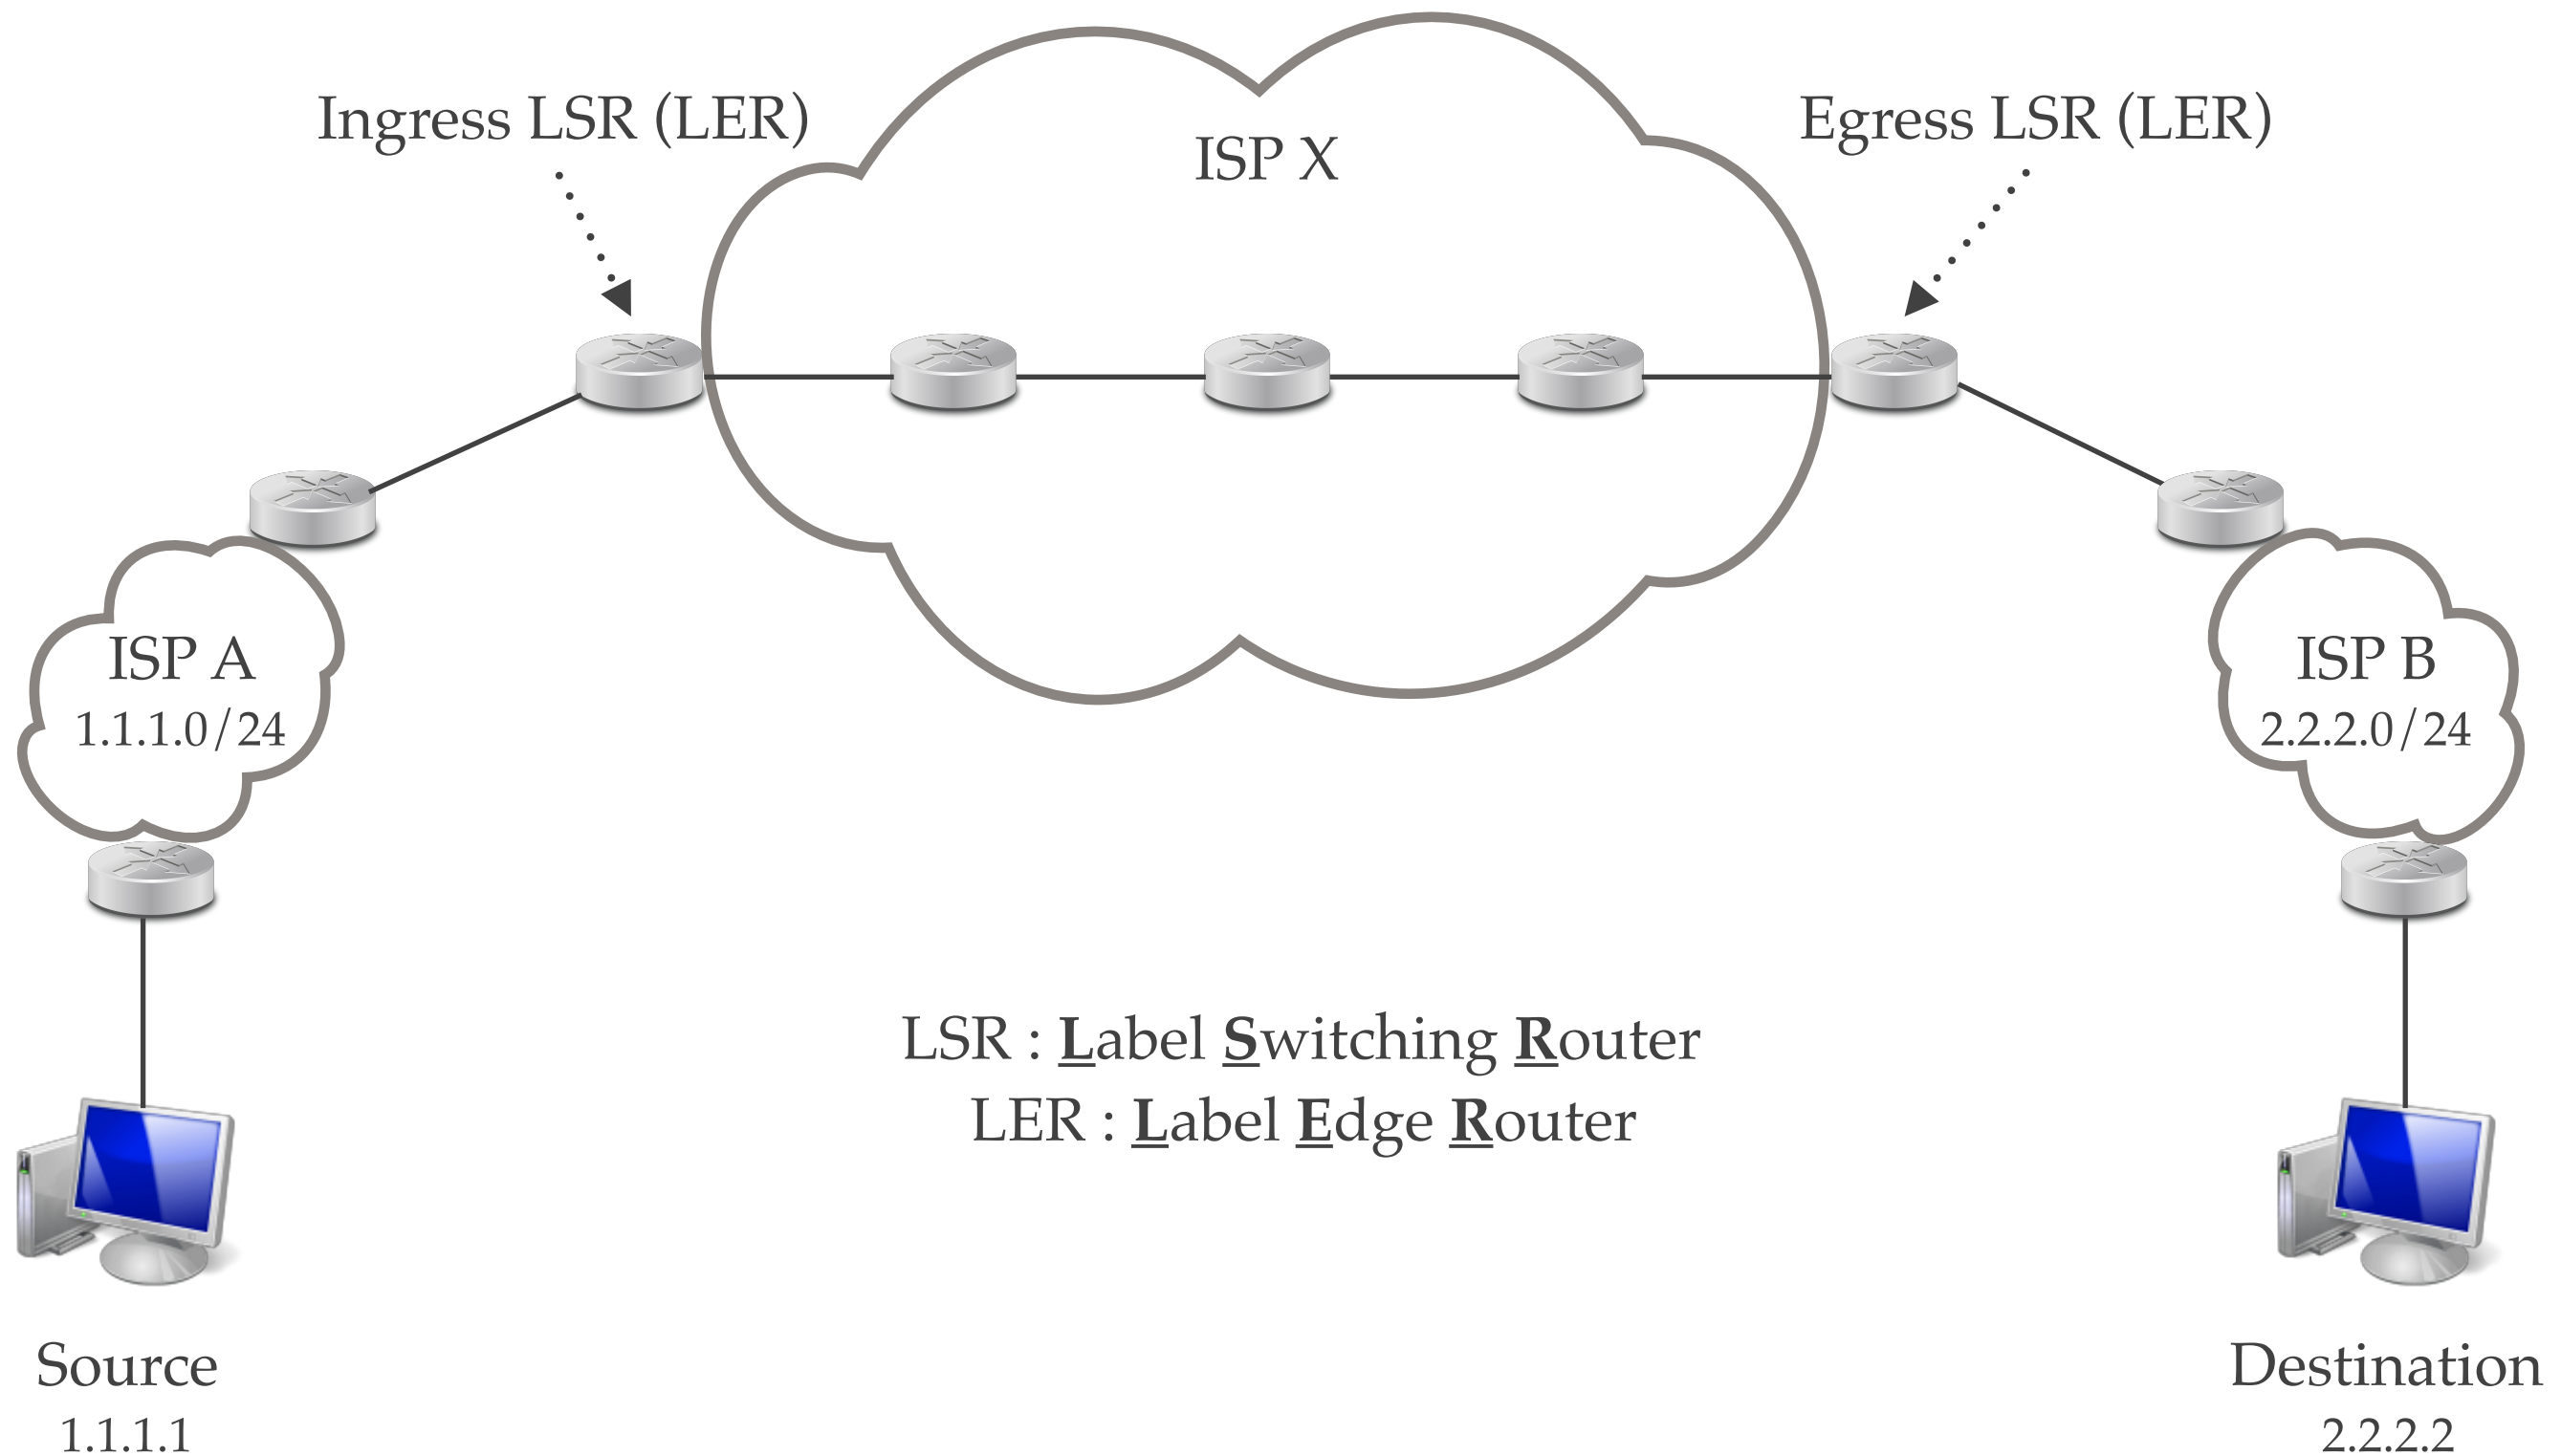 Ingress LSR (LER)
ISP X
Egress LSR (LER)
ISP A
1.1.1.0/24
ISP B
2.2.2.0/24
LSR : Label Switching Router
LER : Label Edge Router
Source
1.1.1.1
Destination
2.2.2.2